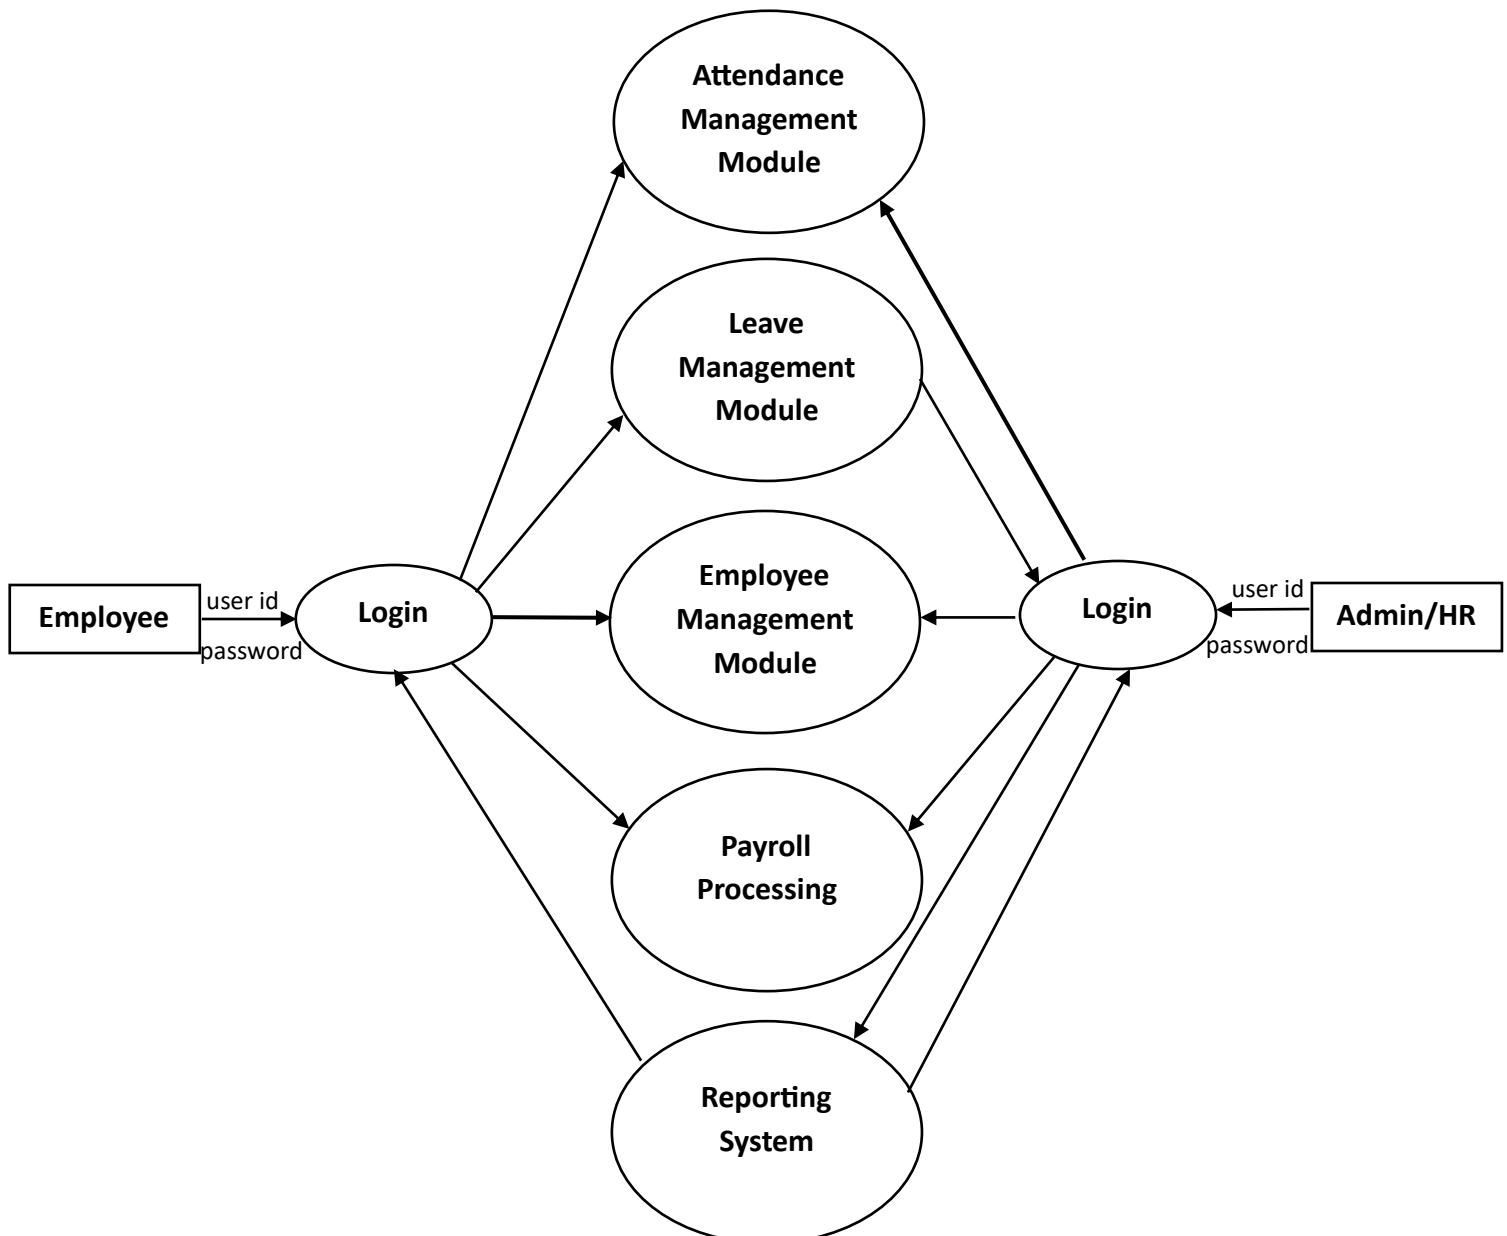 Attendance
Management
Module
Leave
Management
Module
Employee
Management
Module
Employee
user id
password
Login
Login
user id
password
Admin/HR
Payroll
Processing
Reporting
System